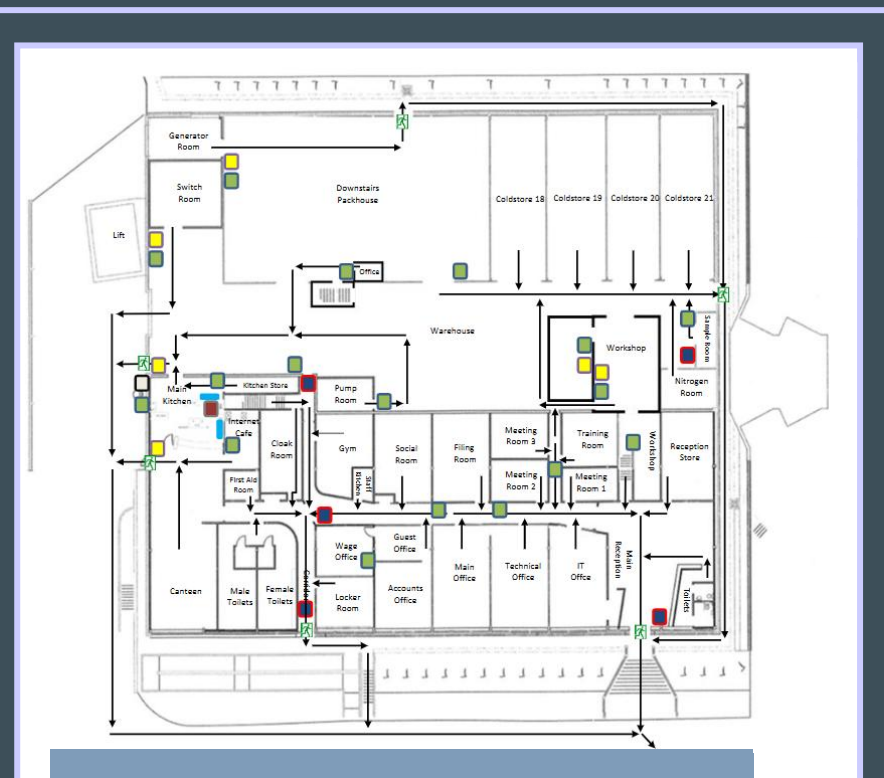 Generator
Room
Switch
Room
Downstairs
Packhouse
Coldstore 18
Coldstore 19
Coldstore 20
Coldstore 21
Lift
Office
Warehouse
Workshop
Sample Room
Nitrogen
Room
Main
Kitchen
Kitchen Store
Pump
Room
Internet
Cafe
Cloak
Room
Gym
Staff
Kitchen
Social
Room
Filing
Room
Meeting
Room 3
Meeting
Room 2
Training
Room
Meeting
Room 1
Workshop
Reception
Store
First Aid
Room
Canteen
Male
Toilets
Female
Toilets
Corridor
Wage
Office
Locker
Room
Guest
Office
Accounts
Office
Main
Office
Technical
Office
IT
Offce
Main
Reception
Toilets